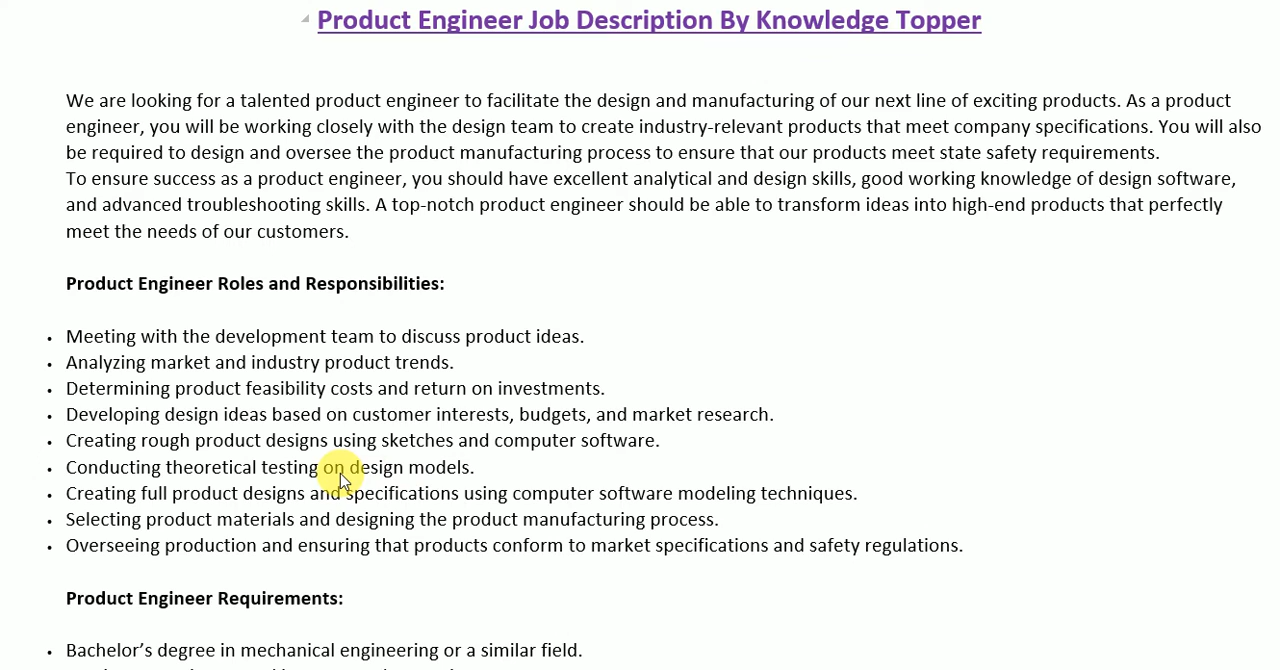 Product Engineer Job Description By Knowledge Topper
We are looking for a talented product engineer to facilitate the design and manufacturing of our next line of exciting products. As a product
engineer, you will be working closely with the design team to create industry-relevant products that meet company specifications. You will also
be required to design and oversee the product manufacturing process to ensure that our products meet state safety requirements.
To ensure success as a product engineer, you should have excellent analytical and design skills, good working knowledge of design software,
and advanced troubleshooting skills. A top-notch product engineer should be able to transform ideas into high-end products that perfectly
meet the needs of our customers.
Product Engineer Roles and Responsibilities:
• Meeting with the development team to discuss product ideas.
• Analyzing market and industry product trends.
• Determining product feasibility costs and return on investments.
• Developing design ideas based on customer interests, budgets, and market research.
• Creating rough product designs using sketches and computer software.
• Conducting theoretical testing on design models.
• Creating full product designs and specifications using computer software modeling techniques.
• Selecting product materials and designing the product manufacturing process.
• Overseeing production and ensuring that products conform to market specifications and safety regulations.
Product Engineer Requirements:
• Bachelor’s degree in mechanical engineering or a similar field.